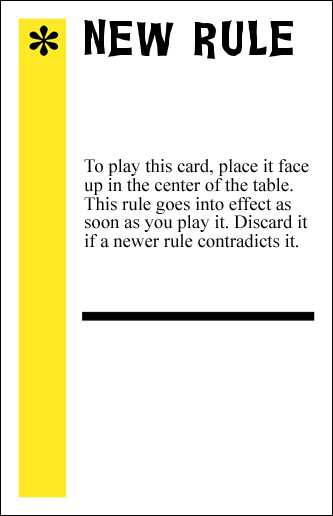 * NEW RULE
To play this card, place it face
up in the center of the table.
This rule goes into effect as
soon as you play it. Discard it
if a newer rule contradicts it.